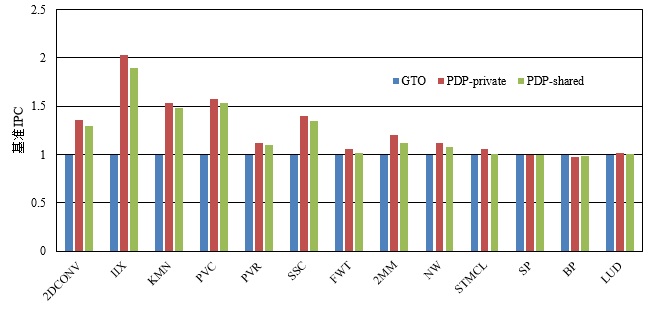 2.5
2
1.5
1
0.5
0
基准IPC
GTO PDP-private PDP-shared
2DCONV IIX KMN PVC PVR SSC FWT 2MM NW STMCL SP BP LUD